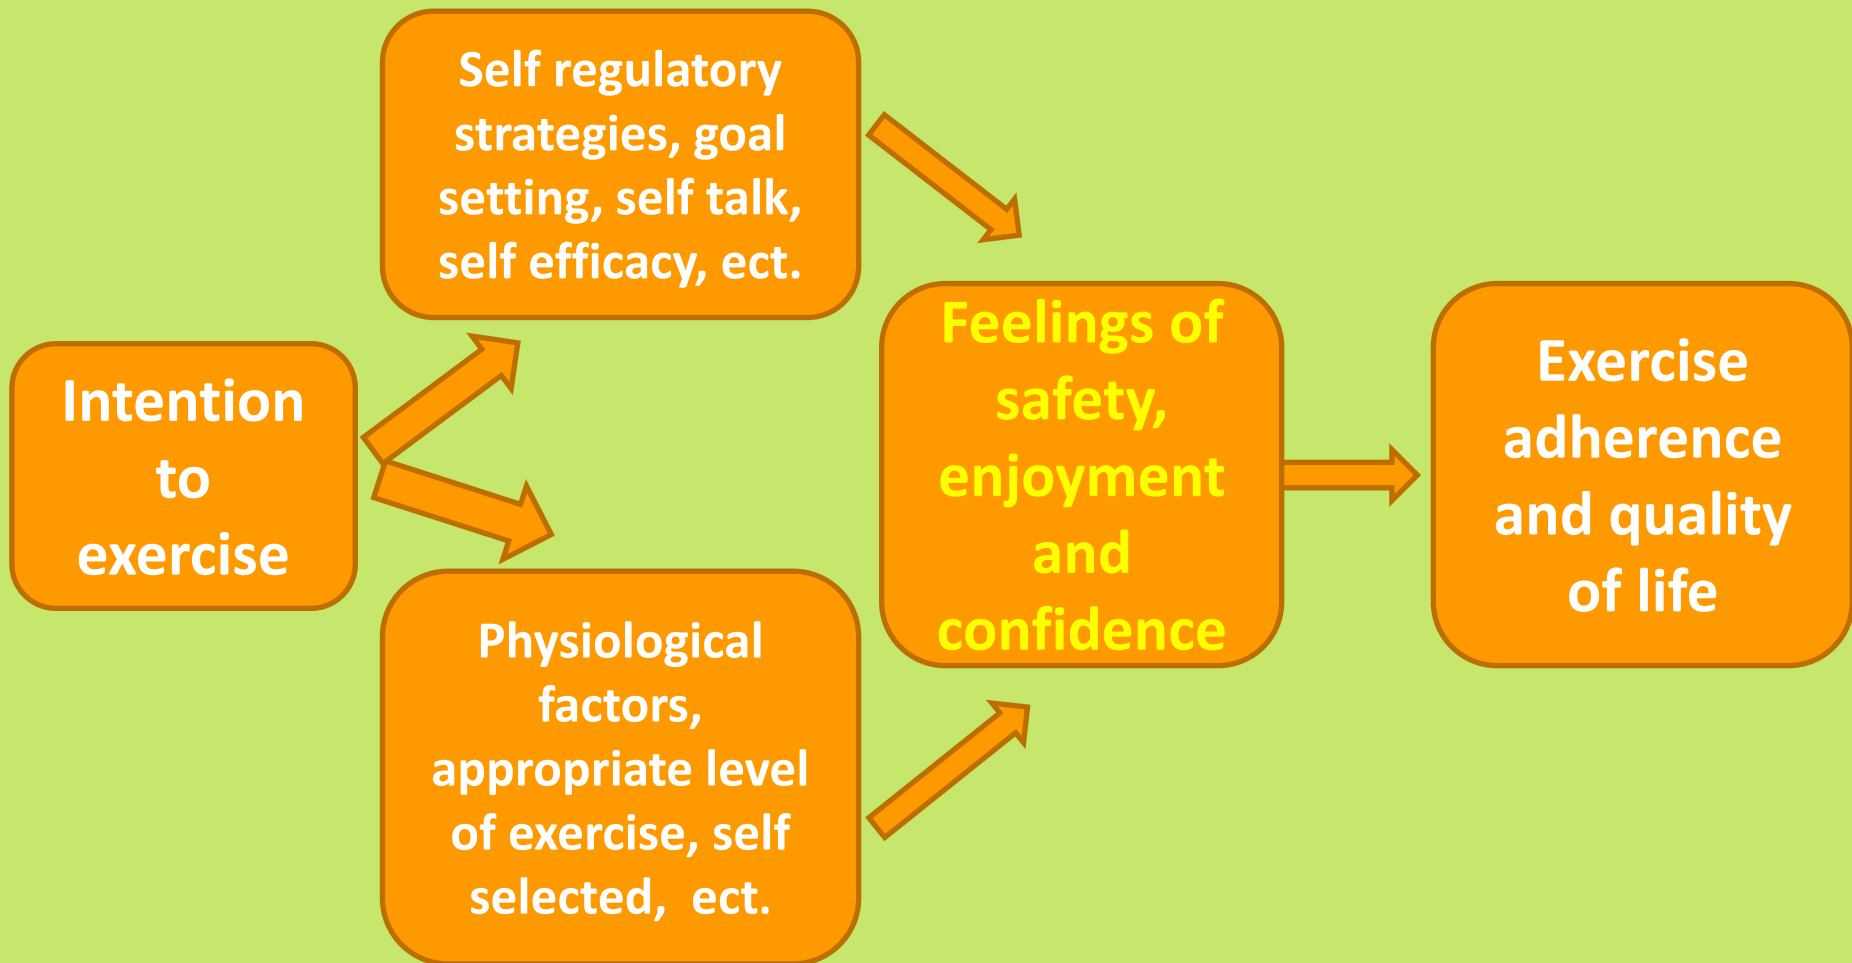 Self regulatory
strategies, goal
setting, self talk,
self efficacy, ect.
Intention
to
exercise
Physiological
factors,
appropriate level
of exercise, self
selected, ect.
Feelings of
safety,
enjoyment
and
confidence
Exercise
adherence
and quality
of life